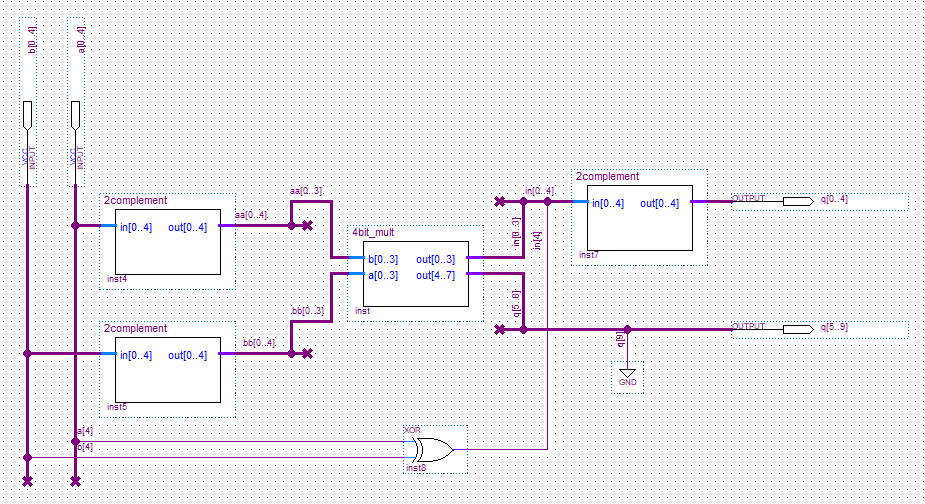 b[0..4]
a[0..4]
VCC
INPUT
VCC
INPUT
2complement
in[0..4] out[0..4]
inst4
aa[0..4]
aa[0..3]
2complement
in[0..4] out[0..4]
inst5
bb[0..4]
bb[0..3]
4bit_mult
b[0..3] out[0..3]
a[0..3] out[4..7]
inst
in[0..3]
in[4]
in[0..4]
2complement
in[0..4] out[0..4]
inst7
OUTPUT
q[0..4]
q[5..8]
q[9]
GND
OUTPUT
q[5..9]
a[4]
b[4]
XOR
inst8